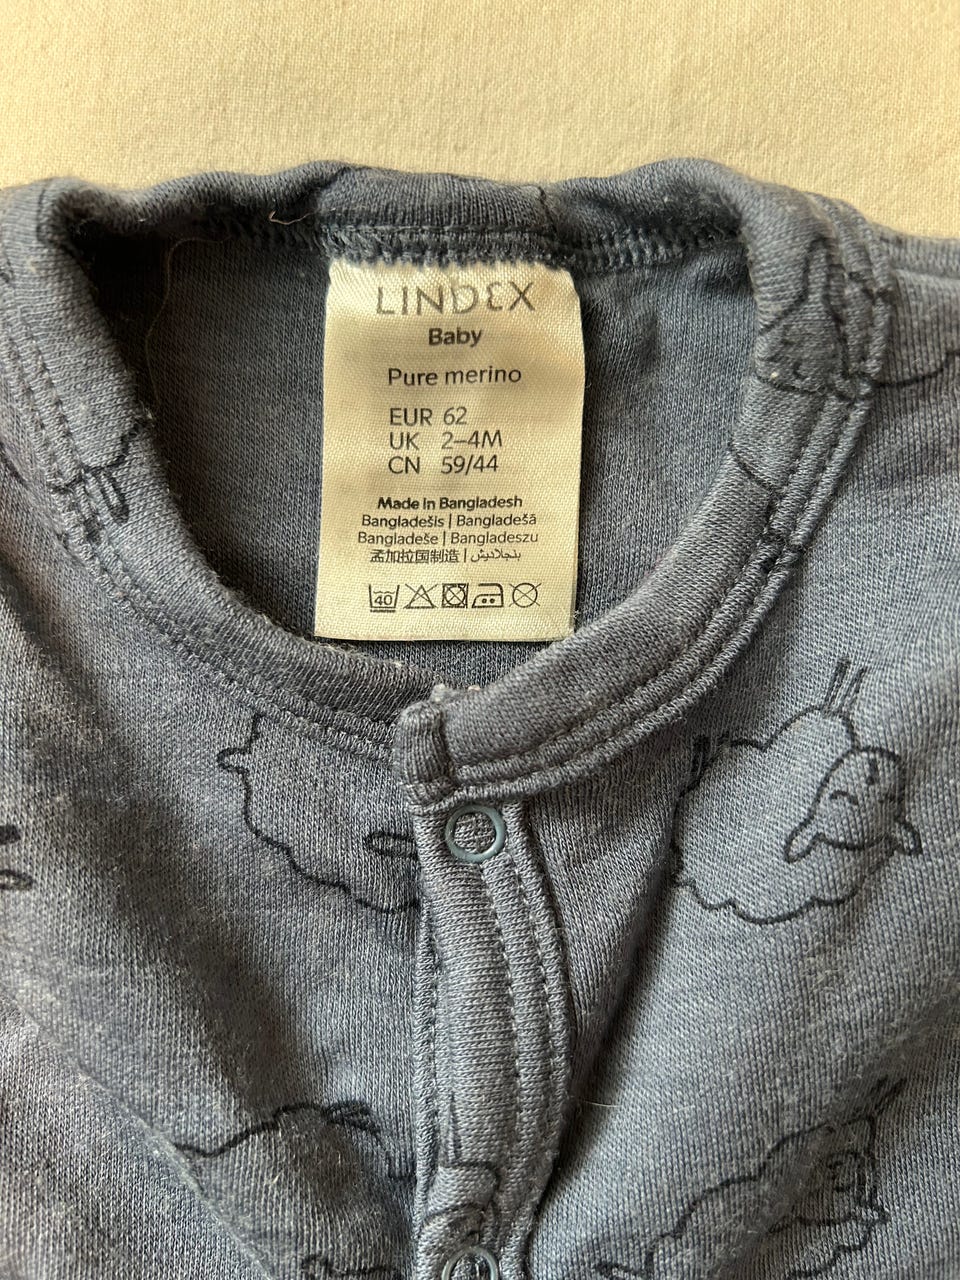 LINDEX
Baby
Pure merino
EUR 62
UK 2–4M
CN 59/44
Made in Bangladesh
Bangladešis | Bangladešā
Bangladeše | Bangladeszu
孟加拉国制造 | بنجلاديش
40